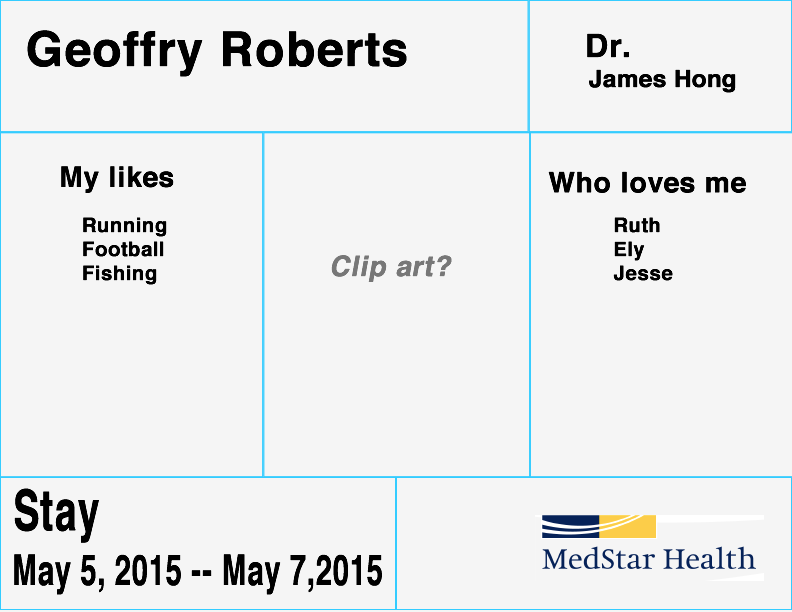 Geoffry Roberts
Dr.
James Hong
My likes
Running
Football
Fishing
Clip art?
Who loves me
Ruth
Ely
Jesse
Stay
May 5, 2015 -- May 7,2015
MedStar Health